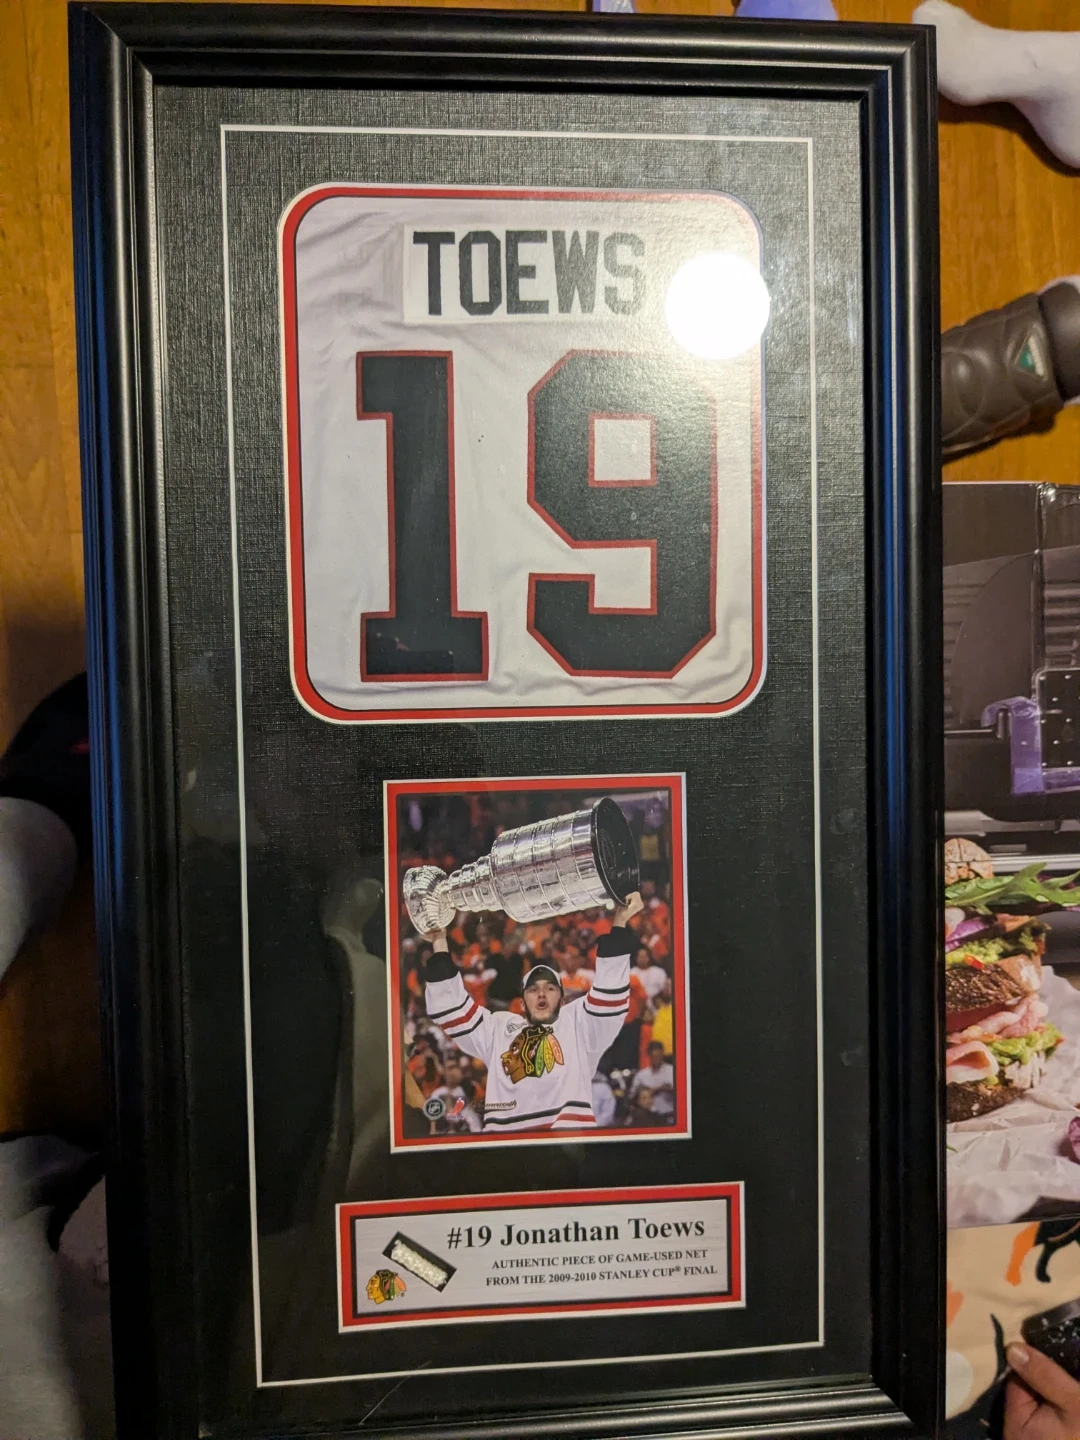 TOEWS
19
#19 Jonathan Toews
AUTHENTIC PIECE OF GAME-USED NET
FROM THE 2009-2010 STANLEY CUP® FINAL